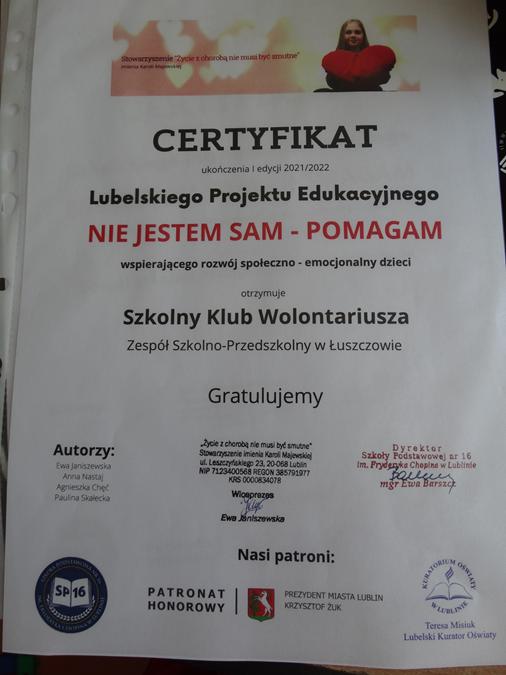 Stowarzyszenie "Życie z chorobą nie musi być smutne"
imienia Karoli Majewskiej
CERTYFIKAT
ukończenia I edycji 2021/2022
Lubelskiego Projektu Edukacyjnego
NIE JESTEM SAM - POMAGAM
wspierającego rozwój społeczno - emocjonalny dzieci
otrzymuje
Szkolny Klub Wolontariusza
Zespół Szkolno-Przedszkolny w Łuszczowie
Gratulujemy
Autorzy:
Ewa Janiszewska
Anna Nastaj
Agnieszka Chęć
Paulina Skałecka
„Życie z chorobą nie musi być smutne"
Stowarzyszenie imienia Karoli Majewskiej
ul. Leszczyńskiego 23, 20-068 Lublin
NIP 7123400568 REGON 385791977
KRS 0000834078
Wiceprezes
Ewa Janiszewska
Dyrektor
Szkoły Podstawowej nr 16
im. Fryderyka Chopina w Lublinie
mgr Ewa Barszcz
Nasi patroni:
SP 16
PATRONAT
HONOROWY
PREZYDENT MIASTA LUBLIN
KRZYSZTOF ŻUK
KURATORIUM OŚWIATY
W LUBLINIE
Teresa Misiuk
Lubelski Kurator Oświaty